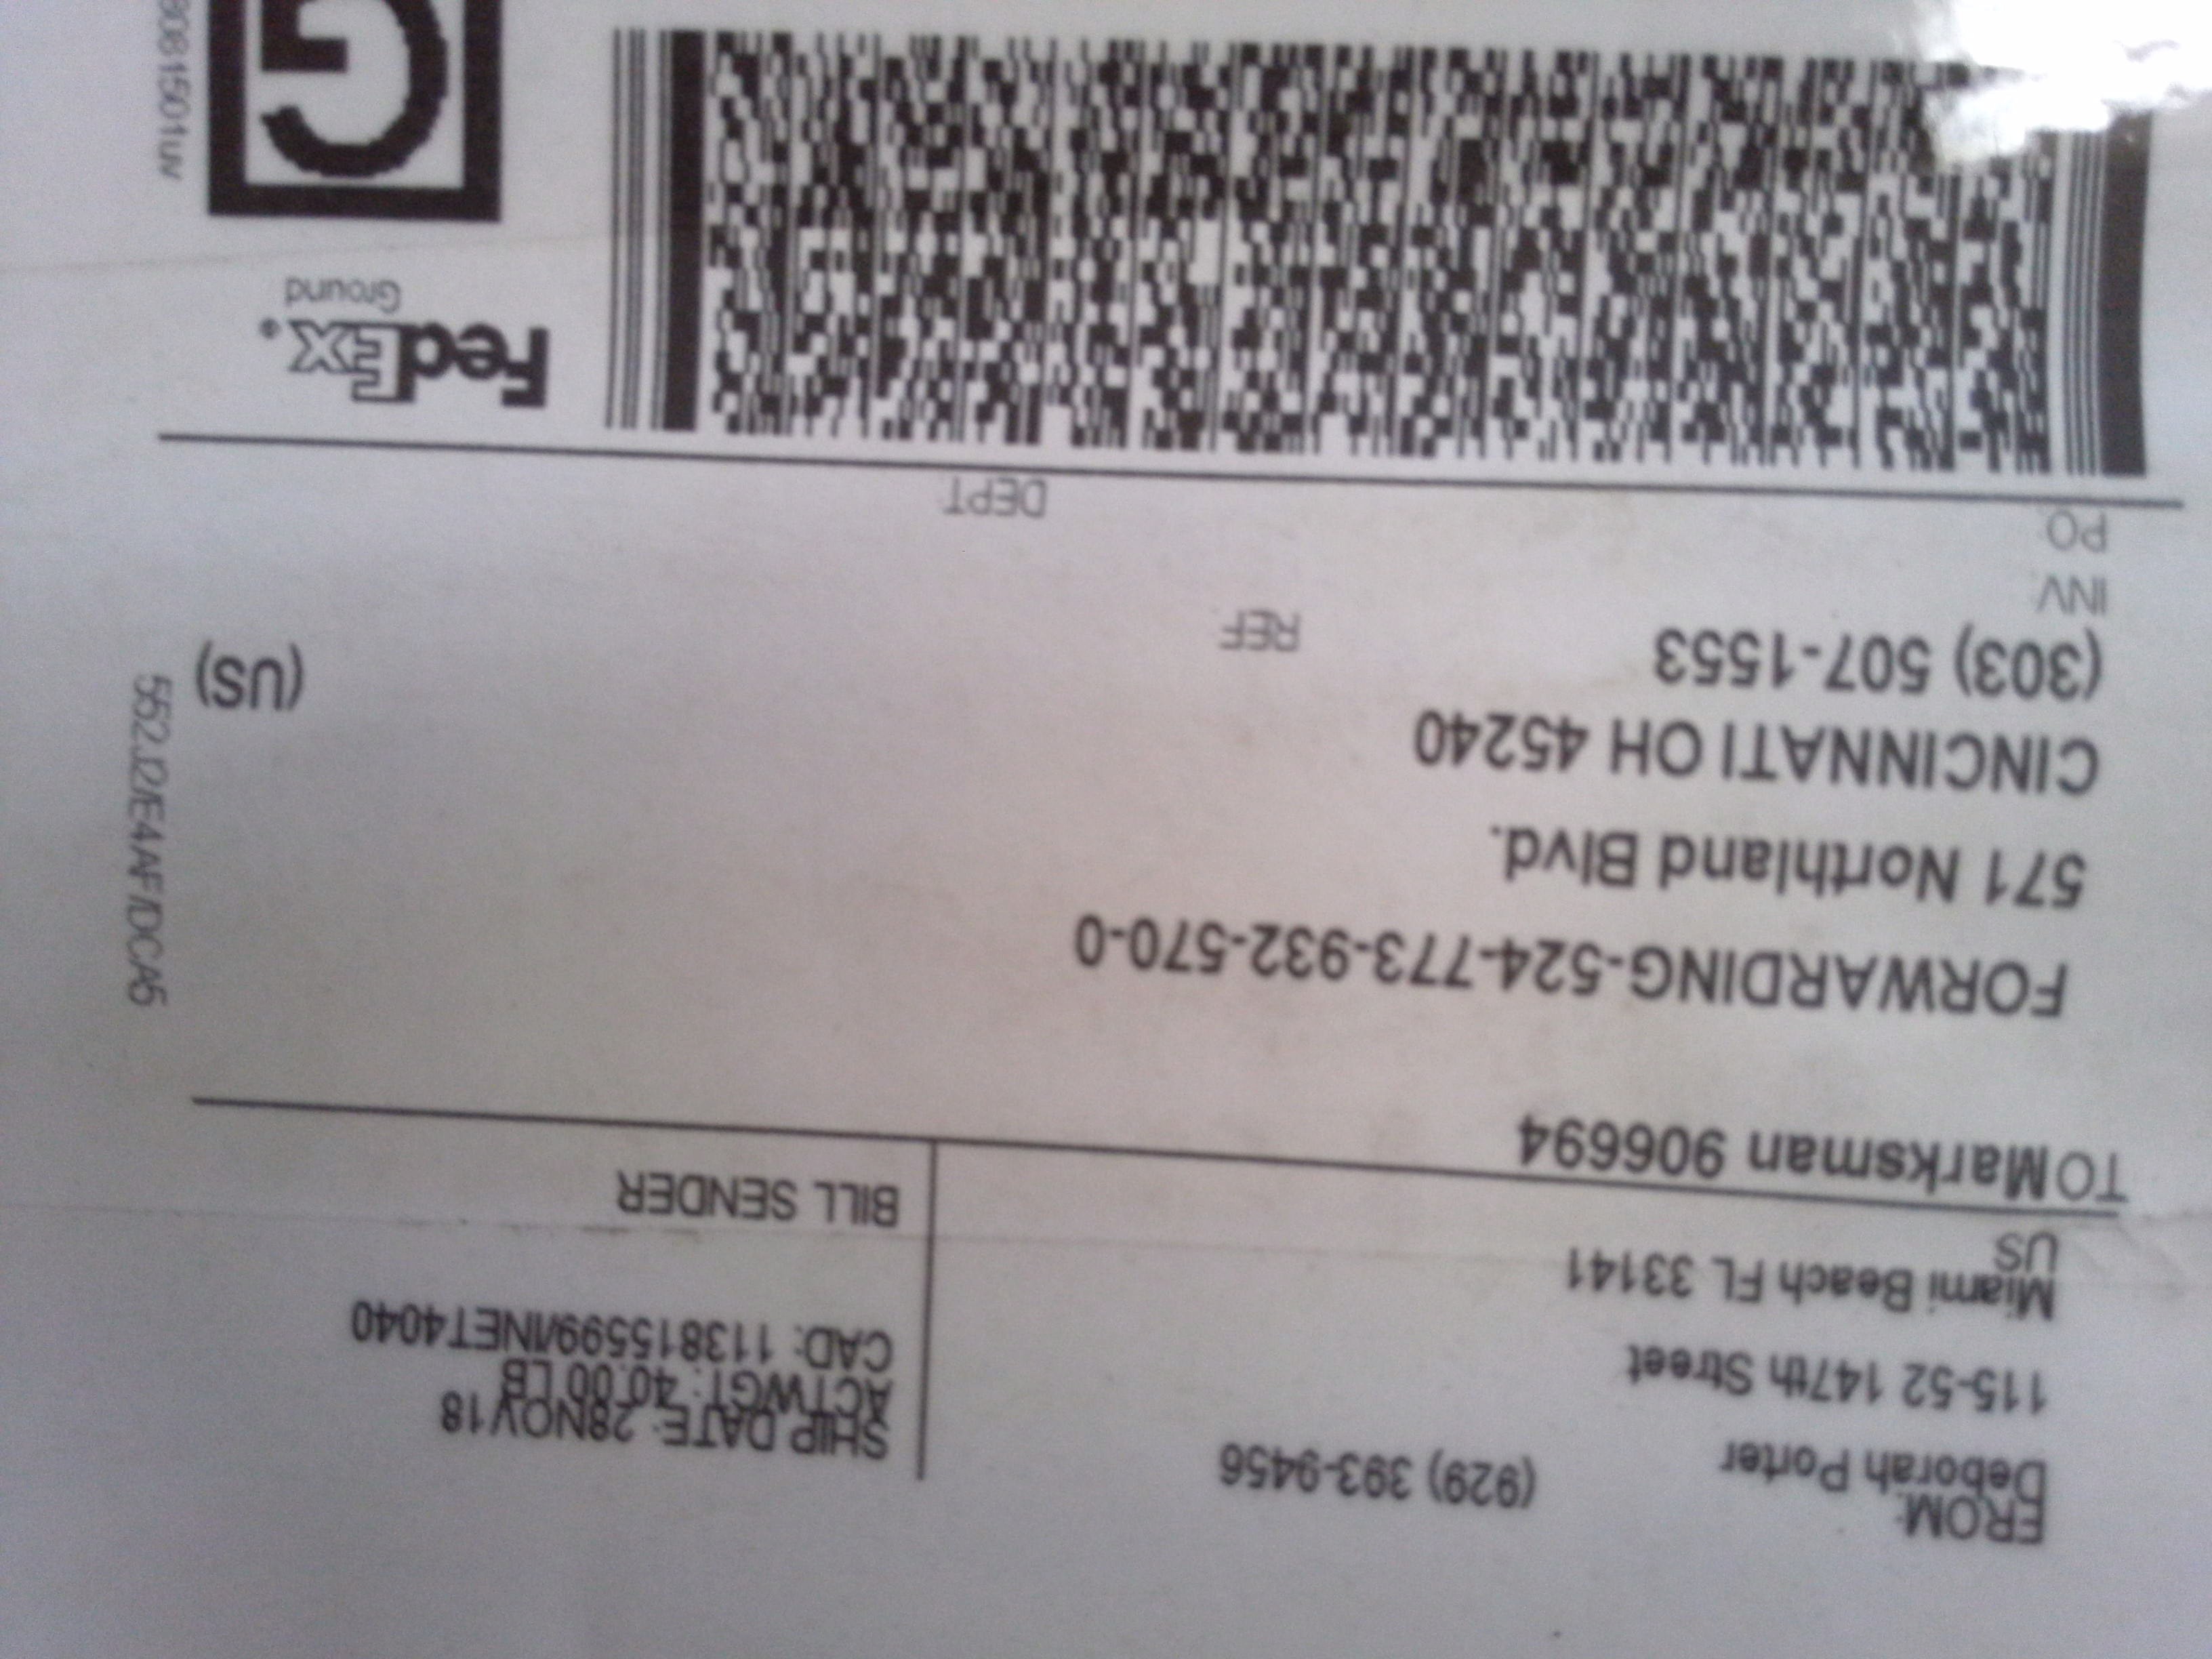 FROM:
Deborah Porter (929) 393-9456
115-52 147th Street
Miami Beach FL 33141
US
SHIP DATE: 28NOV18
ACTWGT: 40.00 LB
CAD: 113815599/INET4040
BILL SENDER
TO Marksman 906694
FORWARDING-524-773-932-570-0
571 Northland Blvd.
CINCINNATI OH 45240
(303) 507-1553
REF
INV
PO
DEPT
(US)
552J2/E4AF/DCA5
FedEx®
Ground
G